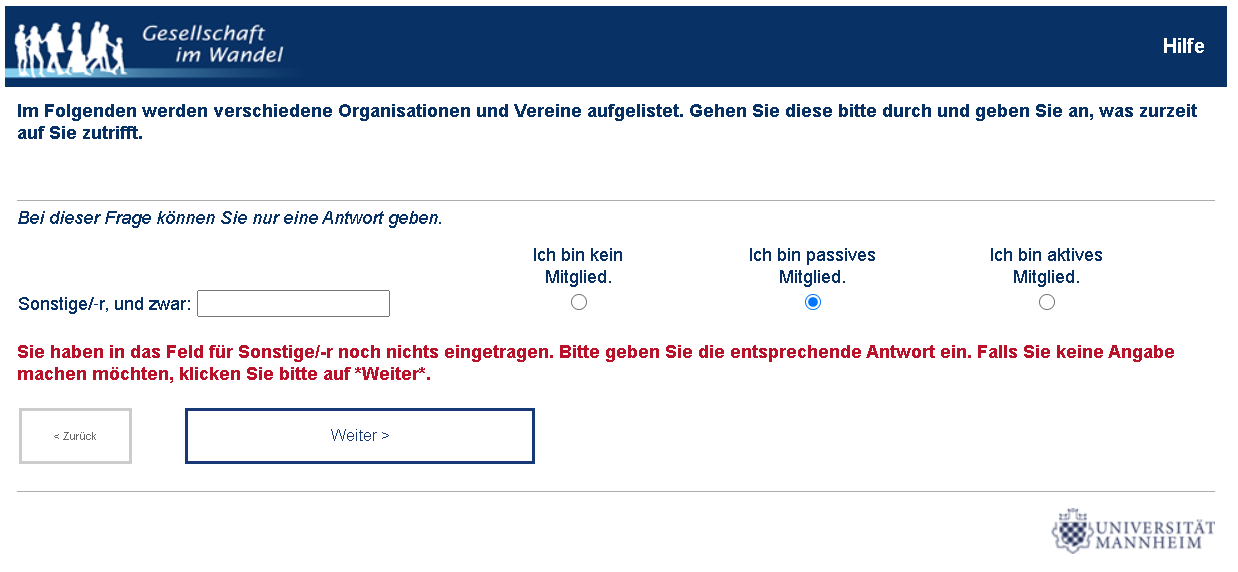 Gesellschaft
im Wandel
Hilfe
Im Folgenden werden verschiedene Organisationen und Vereine aufgelistet. Gehen Sie diese bitte durch und geben Sie an, was zurzeit
auf Sie zutrifft.
Bei dieser Frage können Sie nur eine Antwort geben.
Ich bin kein
Mitglied.
Ich bin passives
Mitglied.
Ich bin aktives
Mitglied.
Sonstige/-r, und zwar:
Sie haben in das Feld für Sonstige/-r noch nichts eingetragen. Bitte geben Sie die entsprechende Antwort ein. Falls Sie keine Angabe
machen möchten, klicken Sie bitte auf *Weiter*.
< Zurück
Weiter >
UNIVERSITÄT
MANNHEIM